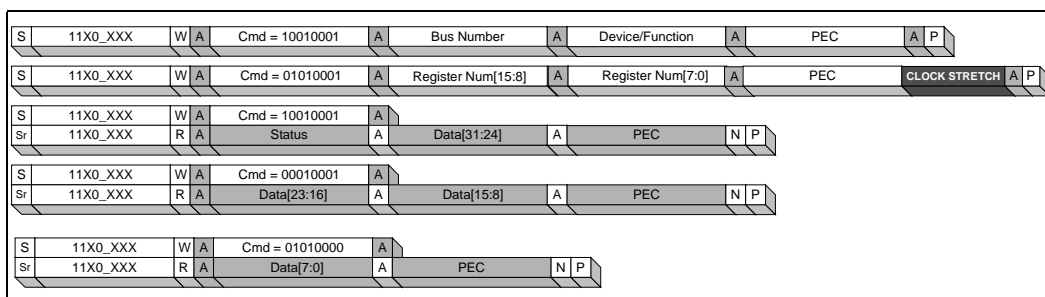 S 11X0_XXX W A Cmd = 10010001 A Bus Number A Device/Function A PEC A P
S 11X0_XXX W A Cmd = 01010001 A Register Num[15:8] A Register Num[7:0] A PEC CLOCK STRETCH A P
S 11X0_XXX W A Cmd = 10010001 A
Sr 11X0_XXX R A Status A Data[31:24] A PEC N P
S 11X0_XXX W A Cmd = 00010001 A
Sr 11X0_XXX R A Data[23:16] A Data[15:8] A PEC N P
S 11X0_XXX W A Cmd = 01010000 A
Sr 11X0_XXX R A Data[7:0] A PEC N P